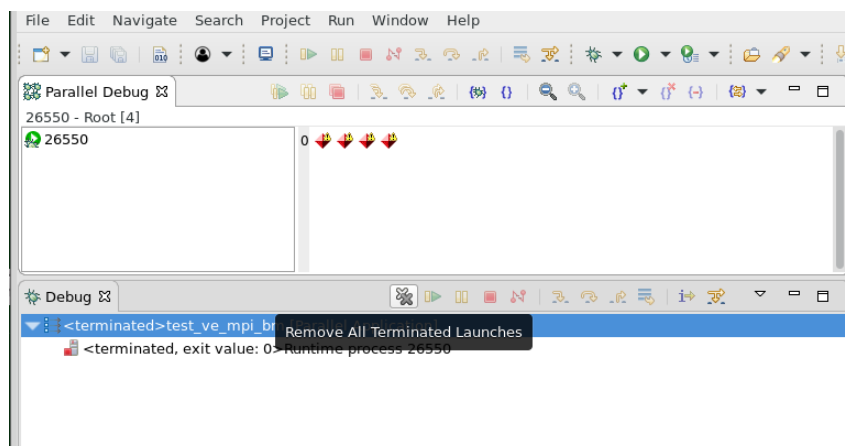 File Edit Navigate Search Project Run Window Help
010
Parallel Debug
26550 - Root [4]
26550
0
Debug
<terminated>test_ve_mpi_br
Remove All Terminated Launches
<terminated, exit value: 0>Runtime process 26550